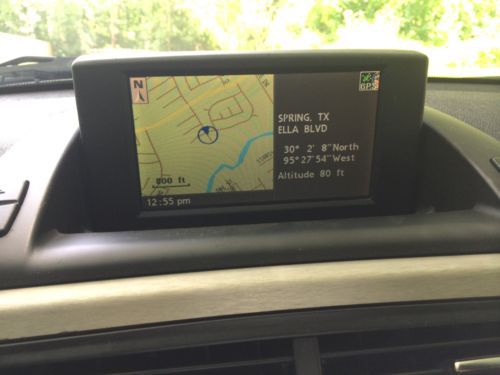 N
GPS
SPRING, TX
ELLA BLVD
30° 2' 8"North
95°27'54"West
Altitude 80 ft
800 ft
12:55 pm